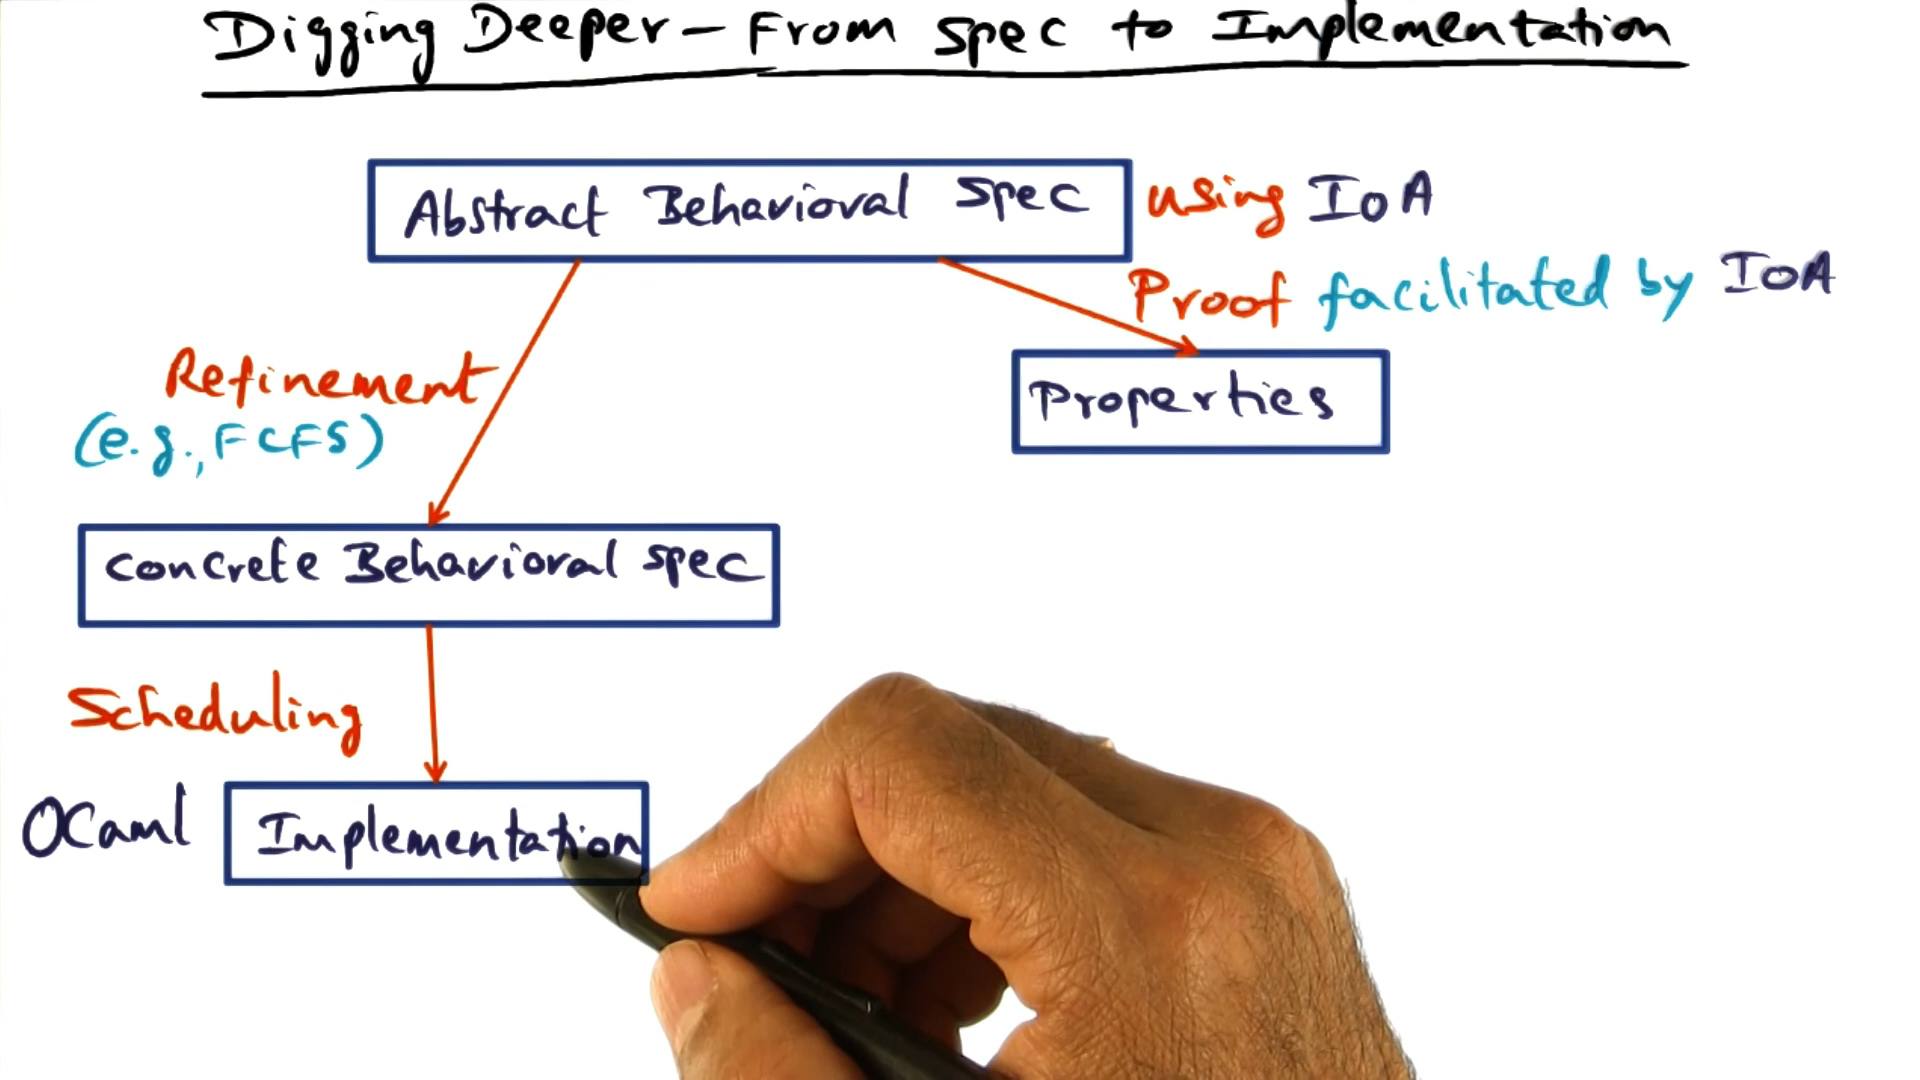 Digging Deeper - From Spec to Implementation
Abstract Behavioral Spec using IOA
Proof facilitated by IOA
Refinement
(e.g., FCFS)
Properties
Concrete Behavioral spec
Scheduling
OCaml Implementation